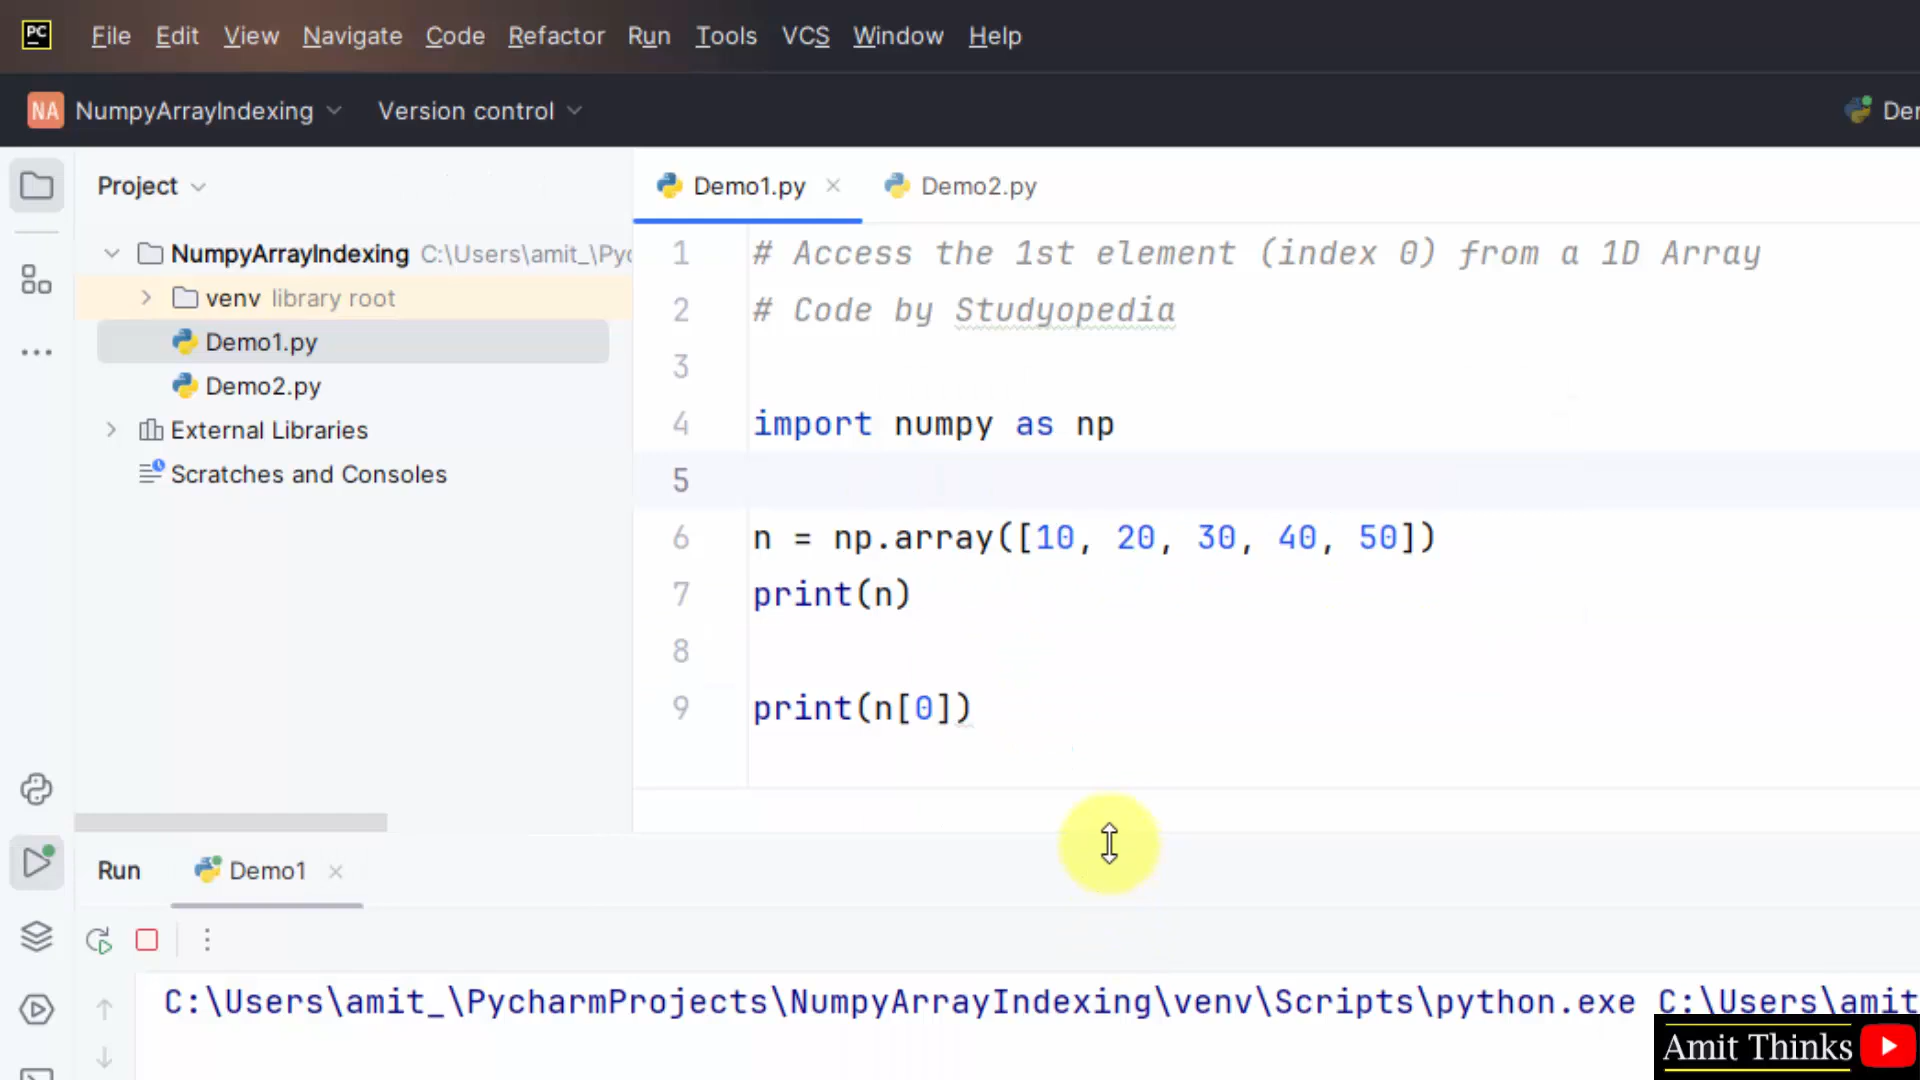 PC
File Edit View Navigate Code Refactor Run Tools VCS Window Help
NA NumpyArrayIndexing Version control
Project
Demo1.py Demo2.py
NumpyArrayIndexing C:\Users\amit_\Pyc
venv library root
Demo1.py
Demo2.py
External Libraries
Scratches and Consoles
1 # Access the 1st element (index 0) from a 1D Array
2 # Code by Studyopedia
3
4 import numpy as np
5
6 n = np.array([10, 20, 30, 40, 50])
7 print(n)
8
9 print(n[0])
Run Demo1
C:\Users\amit_\PycharmProjects\NumpyArrayIndexing\venv\Scripts\python.exe C:\Users\amit
Amit Thinks